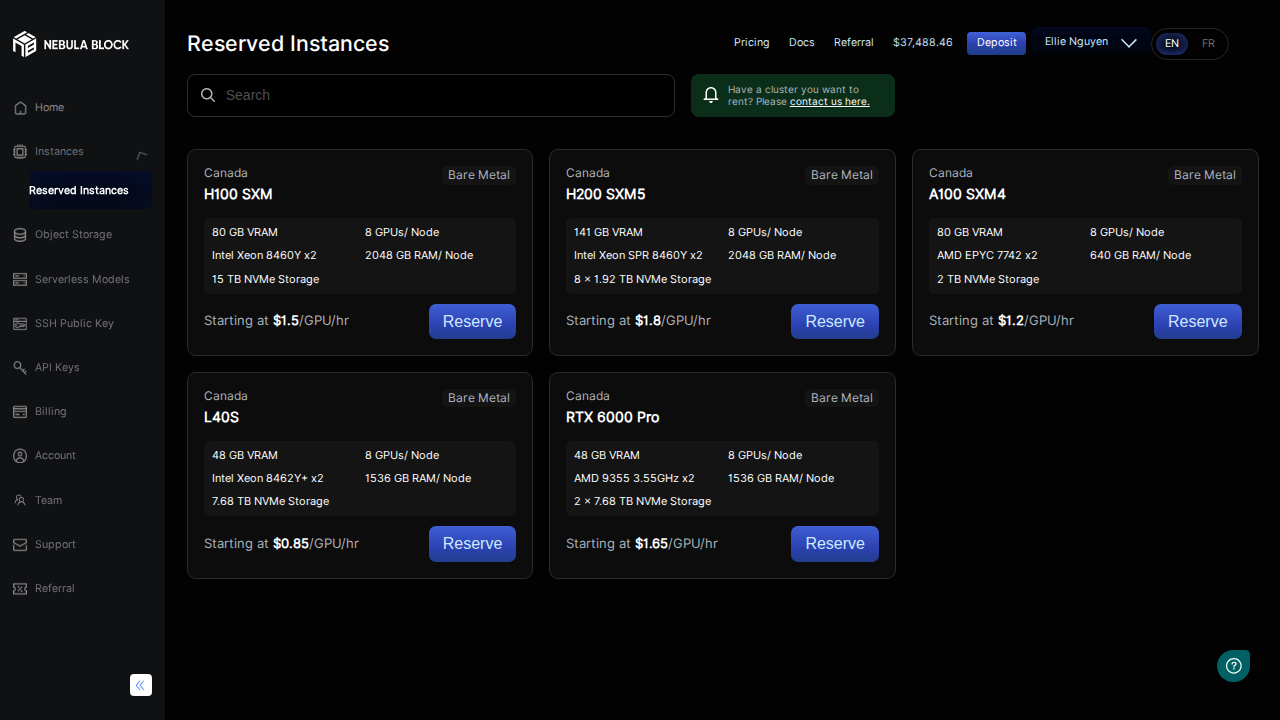 NEBULA BLOCK
Home
Instances
Reserved Instances
Object Storage
Serverless Models
SSH Public Key
API Keys
Billing
Account
Team
Support
Referral
Reserved Instances
Pricing
Docs
Referral
$37,488.46
Deposit
Ellie Nguyen
EN
FR
Search
Have a cluster you want to
rent? Please contact us here.
Canada
Bare Metal
H100 SXM
80 GB VRAM
8 GPUs/ Node
Intel Xeon 8460Y x2
2048 GB RAM/ Node
15 TB NVMe Storage
Starting at $1.5/GPU/hr
Reserve
Canada
Bare Metal
H200 SXM5
141 GB VRAM
8 GPUs/ Node
Intel Xeon SPR 8460Y x2
2048 GB RAM/ Node
8 × 1.92 TB NVMe Storage
Starting at $1.8/GPU/hr
Reserve
Canada
Bare Metal
A100 SXM4
80 GB VRAM
8 GPUs/ Node
AMD EPYC 7742 x2
640 GB RAM/ Node
2 TB NVMe Storage
Starting at $1.2/GPU/hr
Reserve
Canada
Bare Metal
L40S
48 GB VRAM
8 GPUs/ Node
Intel Xeon 8462Y+ x2
1536 GB RAM/ Node
7.68 TB NVMe Storage
Starting at $0.85/GPU/hr
Reserve
Canada
Bare Metal
RTX 6000 Pro
48 GB VRAM
8 GPUs/ Node
AMD 9355 3.55GHz x2
1536 GB RAM/ Node
2 × 7.68 TB NVMe Storage
Starting at $1.65/GPU/hr
Reserve